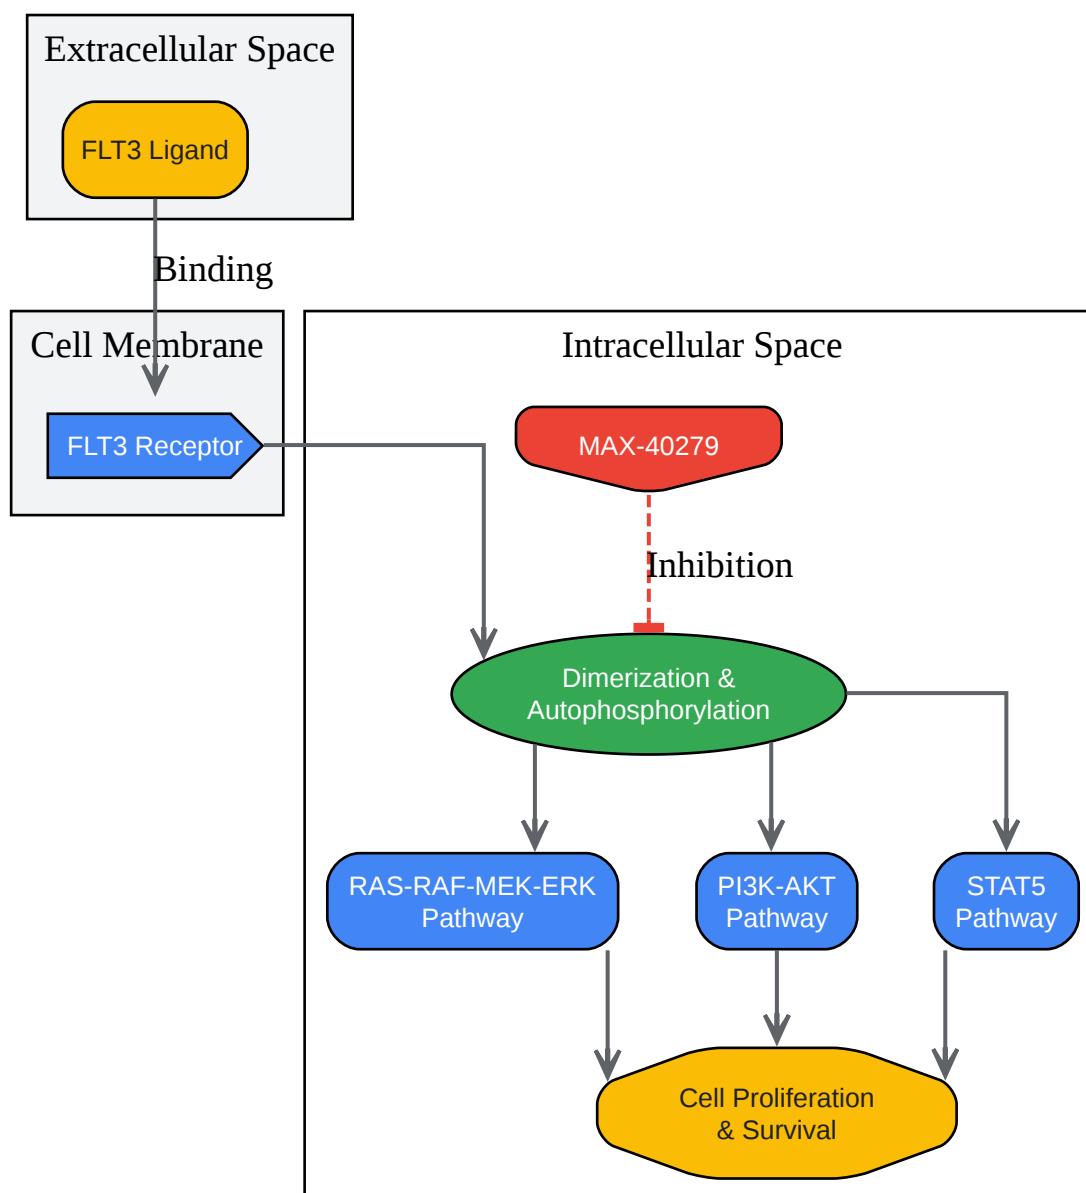 Extracellular Space
FLT3 Ligand
Binding
Cell Membrane
FLT3 Receptor
Intracellular Space
MAX-40279
Inhibition
Dimerization &
Autophosphorylation
RAS-RAF-MEK-ERK
Pathway
PI3K-AKT
Pathway
STAT5
Pathway
Cell Proliferation
& Survival